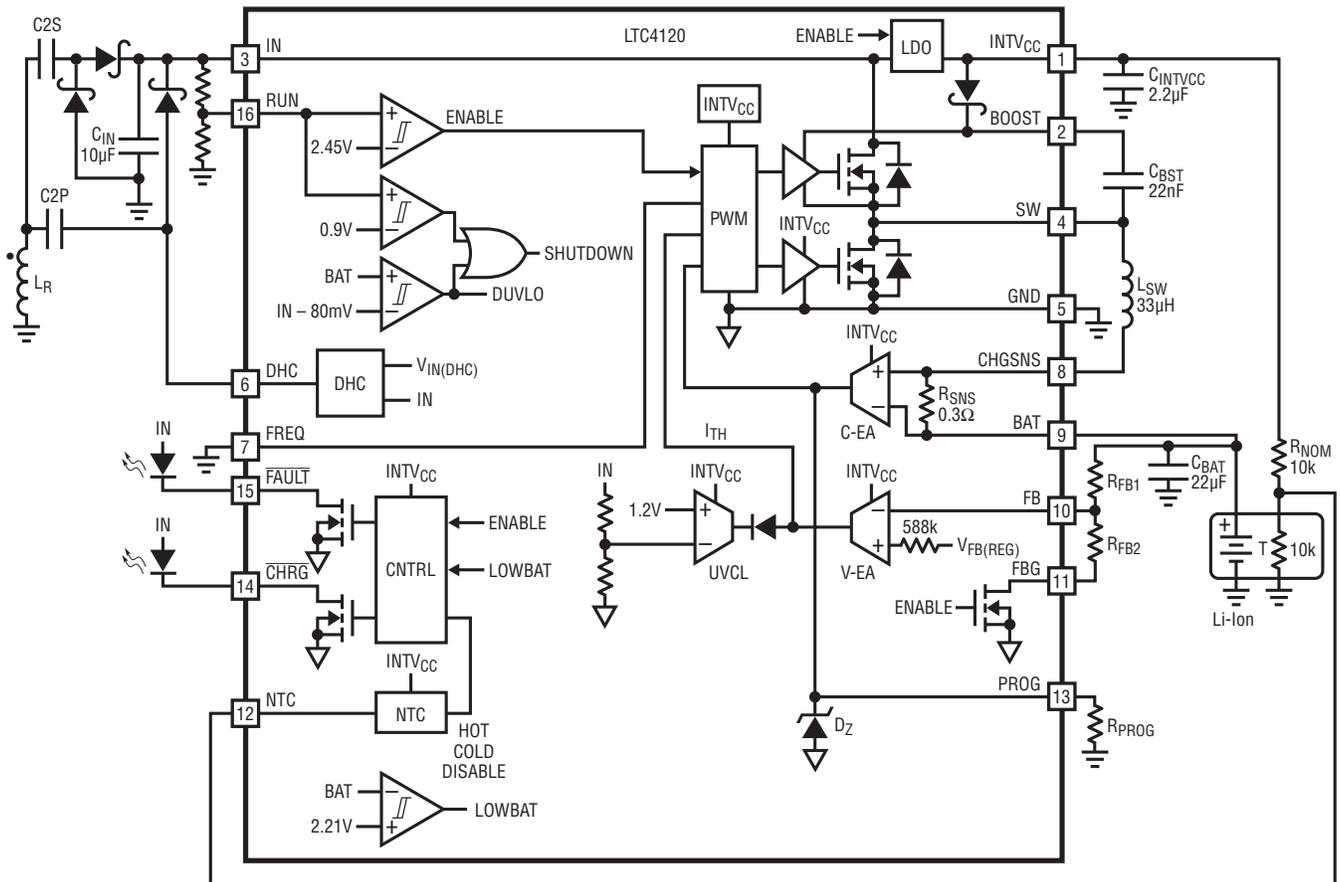 C2S
3
IN
LTC4120
ENABLE
LDO
INTVCC
1
CINTVCC
2.2µF
16
RUN
+
2.45V
−
ENABLE
INTVCC
BOOST
2
CIN
10µF
C2P
+
0.9V
−
PWM
CBST
22nF
SW
4
INTVCC
SHUTDOWN
BAT
+
IN – 80mV
−
DUVLO
LR
LSW
33µH
GND
5
INTVCC
CHGSNS
8
6
DHC
DHC
VIN(DHC)
IN
+
−
C-EA
RSNS
0.3Ω
BAT
9
IN
7
FREQ
ITH
RNOM
10k
CBAT
22µF
15
FAULT
INTVCC
IN
INTVCC
1.2V
+
−
UVCL
INTVCC
−
+
V-EA
588k
VFB(REG)
FB
10
RFB1
RFB2
IN
ENABLE
CNTRL
LOWBAT
14
CHRG
FBG
11
ENABLE
+
T
10k
Li-Ion
INTVCC
12
NTC
NTC
HOT
COLD
DISABLE
PROG
13
DZ
RPROG
BAT
−
2.21V
+
LOWBAT